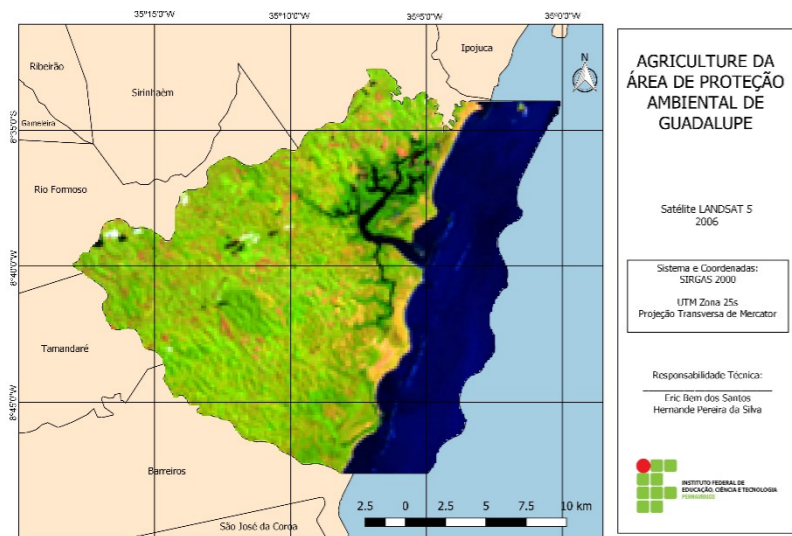 35°15'0"W 35°10'0"W 35°5'0"W 35°0'0"W
Ipojuca
N
Ribeirão
Sirinhaém
Gameleira
8°35'0"S
Rio Formoso
8°40'0"W
Tamandaré
8°45'0"W
Barreiros
São José da Coroa
2.5 0 2.5 5 7.5 10 km
AGRICULTURE DA
ÁREA DE PROTEÇÃO
AMBIENTAL DE
GUADALUPE
Satélite LANDSAT 5
2006
Sistema e Coordenadas:
SIRGAS 2000
UTM Zona 25s
Projeção Transversa de Mercator
Responsabilidade Técnica:
Eric Bem dos Santos
Hernande Pereira da Silva
INSTITUTO FEDERAL DE
EDUCAÇÃO, CIÊNCIA E TECNOLOGIA
PERNAMBUCO